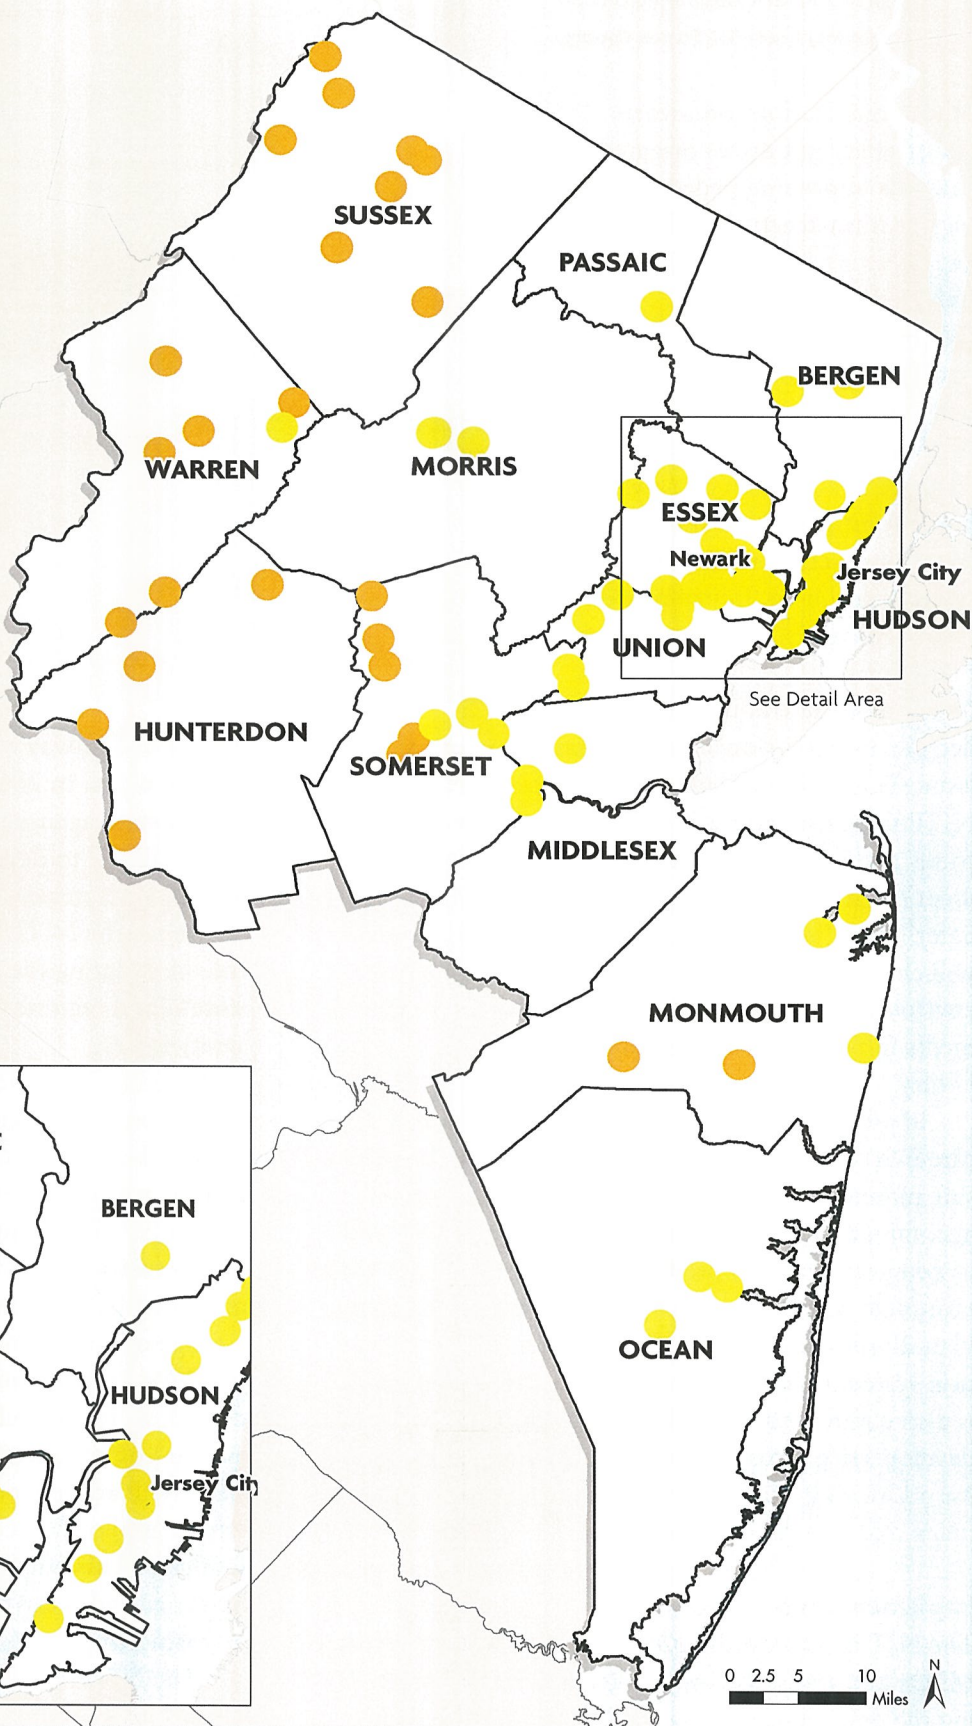 SUSSEX
PASSAIC
BERGEN
WARREN
MORRIS
ESSEX
Newark
Jersey City
HUDSON
UNION
See Detail Area
HUNTERDON
SOMERSET
MIDDLESEX
MONMOUTH
BERGEN
OCEAN
HUDSON
Jersey City
0 2.5 5 10
Miles
N